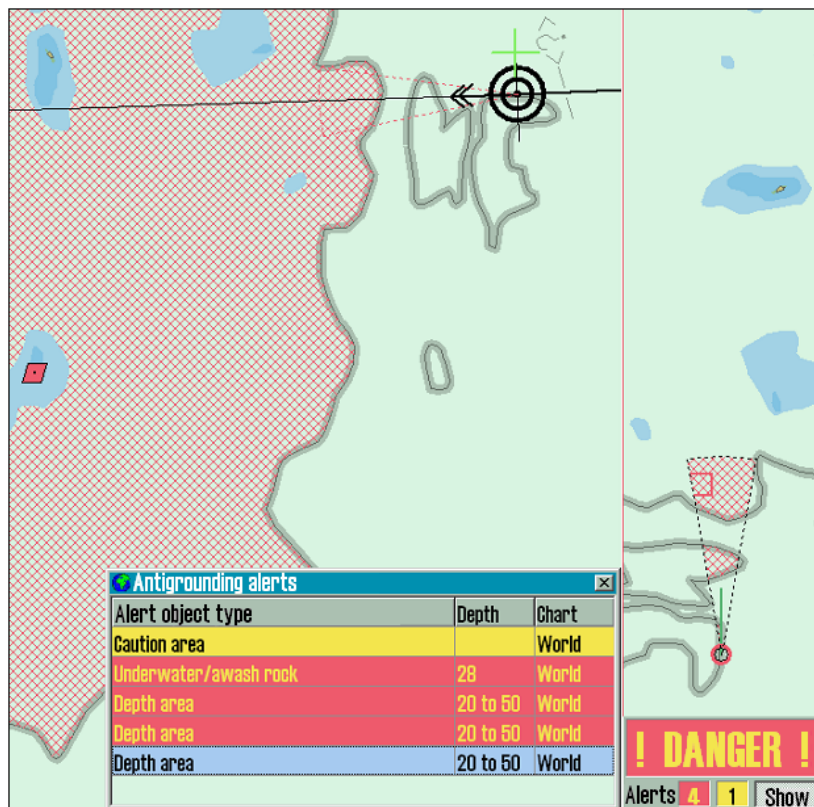 Antigrounding alerts
Alert object type Depth Chart
Caution area World
Underwater/awash rock 28 World
Depth area 20 to 50 World
Depth area 20 to 50 World
Depth area 20 to 50 World
! DANGER !
Alerts 4 1 Show